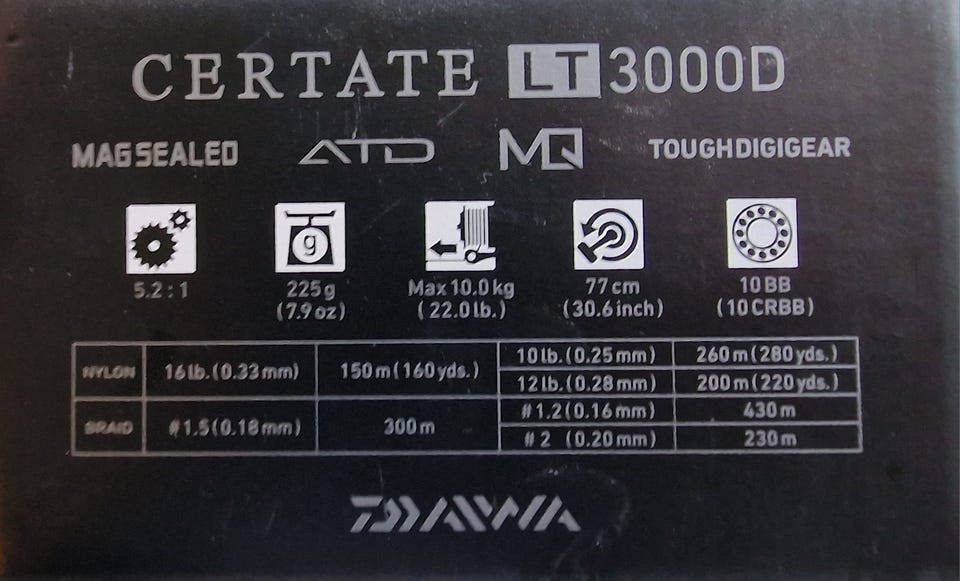 CERTATE LT 3000D
MAGSEALED ATD MQ TOUGHDIGIGEAR
g
5.2:1 225g Max 10.0kg 77cm 10BB
(7.9oz) (22.0lb.) (30.6inch) (10CRBB)
NYLON 16lb.(0.33mm) 150m(160yds.) 10lb.(0.25mm) 260m(280yds.)
12lb.(0.28mm) 200m(220yds.)
BRAID #1.5(0.18mm) 300m #1.2(0.16mm) 430m
#2 (0.20mm) 230m
DAIWA